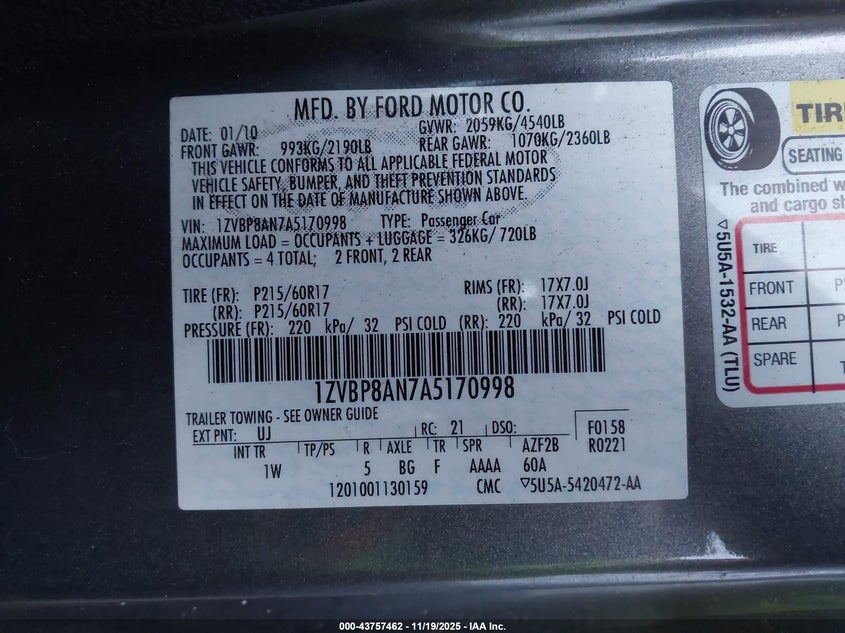 MFD. BY FORD MOTOR CO.
DATE: 01/10 GVWR: 2059KG/4540LB
FRONT GAWR: 993KG/2190LB REAR GAWR: 1070KG/2360LB
THIS VEHICLE CONFORMS TO ALL APPLICABLE FEDERAL MOTOR
VEHICLE SAFETY, BUMPER, AND THEFT PREVENTION STANDARDS
IN EFFECT ON THE DATE OF MANUFACTURE SHOWN ABOVE.
VIN: 1ZVBP8AN7A5170998 TYPE: Passenger Car
MAXIMUM LOAD = OCCUPANTS + LUGGAGE = 326KG/ 720LB
OCCUPANTS = 4 TOTAL; 2 FRONT, 2 REAR
TIRE (FR): P215/60R17 RIMS (FR): 17X7.0J
(RR): P215/60R17 (RR): 17X7.0J
PRESSURE (FR): 220 kPa/ 32 PSI COLD (RR): 220 kPa/ 32 PSI COLD
1ZVBP8AN7A5170998
TRAILER TOWING - SEE OWNER GUIDE
EXT PNT: UJ RC: 21 DSO: F0158
INT TR TP/PS R AXLE TR SPR AZF2B R0221
1W 5 BG F AAAA 60A
1201001130159 CMC ▽5U5A-5420472-AA
TIR
SEATING
The combined w
and cargo sh
TIRE
FRONT P
REAR P
SPARE T
▽5U5A-1532-AA (TLU)
000-43757462 - 11/19/2025 - IAA Inc.